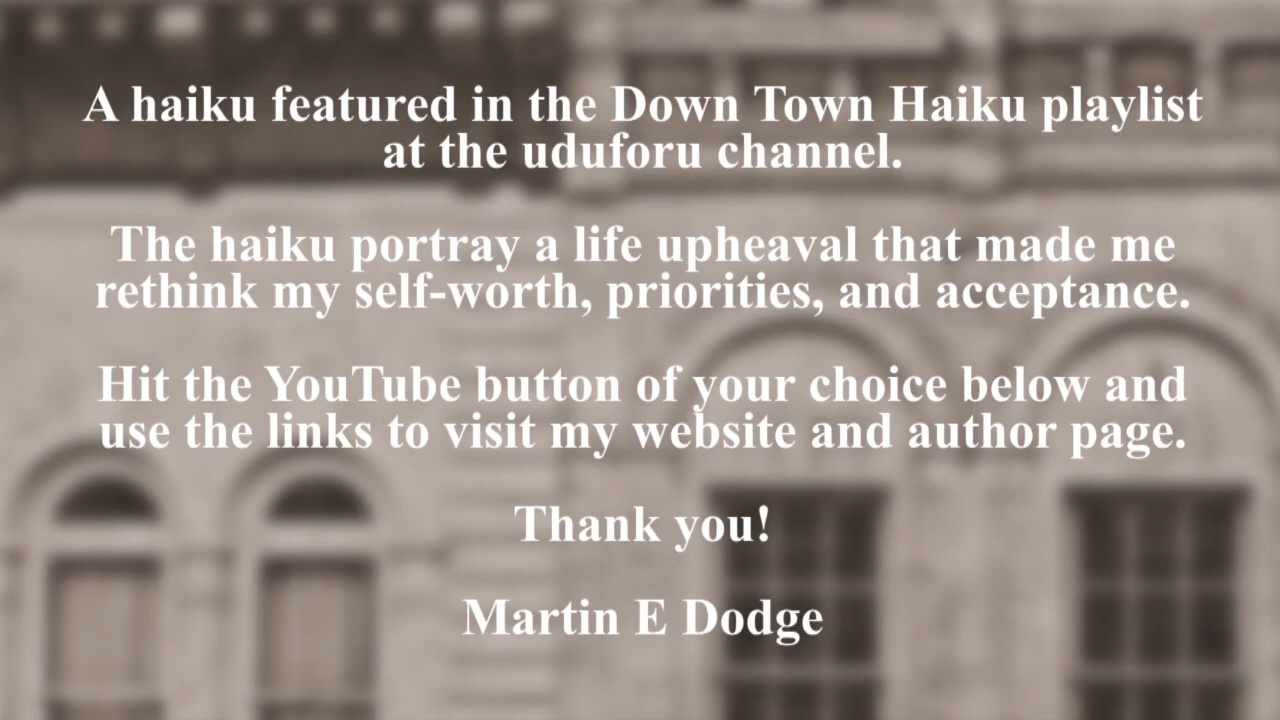 A haiku featured in the Down Town Haiku playlist
at the uduforu channel.
The haiku portray a life upheaval that made me
rethink my self-worth, priorities, and acceptance.
Hit the YouTube button of your choice below and
use the links to visit my website and author page.
Thank you!
Martin E Dodge